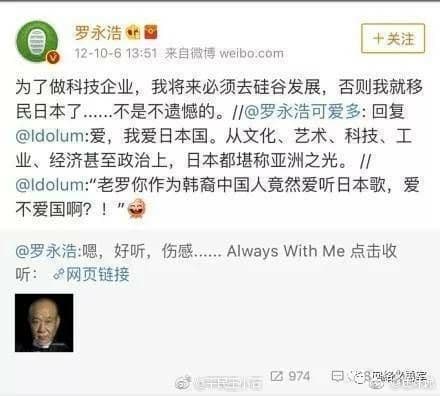 罗永浩
12-10-6 13:51 来自微博 weibo.com
+关注
为了做科技企业，我将来必须去硅谷发展，否则我就移
民日本了......不是不遗憾的。//@罗永浩可爱多: 回复
@Idolum:爱，我爱日本国。从文化、艺术、科技、工
业、经济甚至政治上，日本都堪称亚洲之光。 //
@Idolum:“老罗你作为韩裔中国人竟然爱听日本歌，爱
不爱国啊？！”
@罗永浩:嗯，好听，伤感...... Always With Me 点击收
听： 网页链接
974